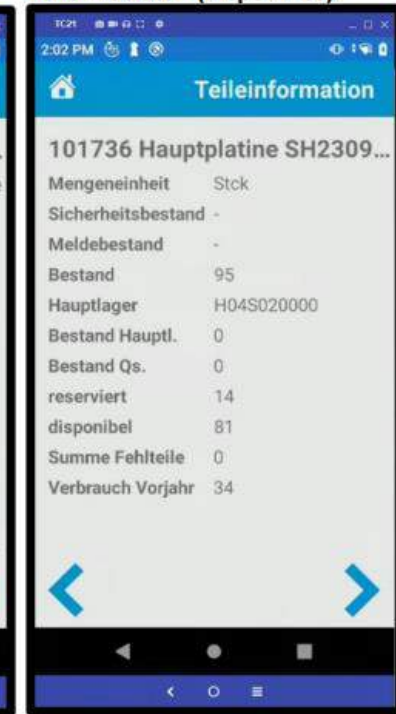 TC21
2:02 PM
Teileinformation
101736 Hauptplatine SH2309...
Mengeneinheit Stck
Sicherheitsbestand -
Meldebestand -
Bestand 95
Hauptlager H04S020000
Bestand Hauptl. 0
Bestand Qs. 0
reserviert 14
disponibel 81
Summe Fehlteile 0
Verbrauch Vorjahr 34